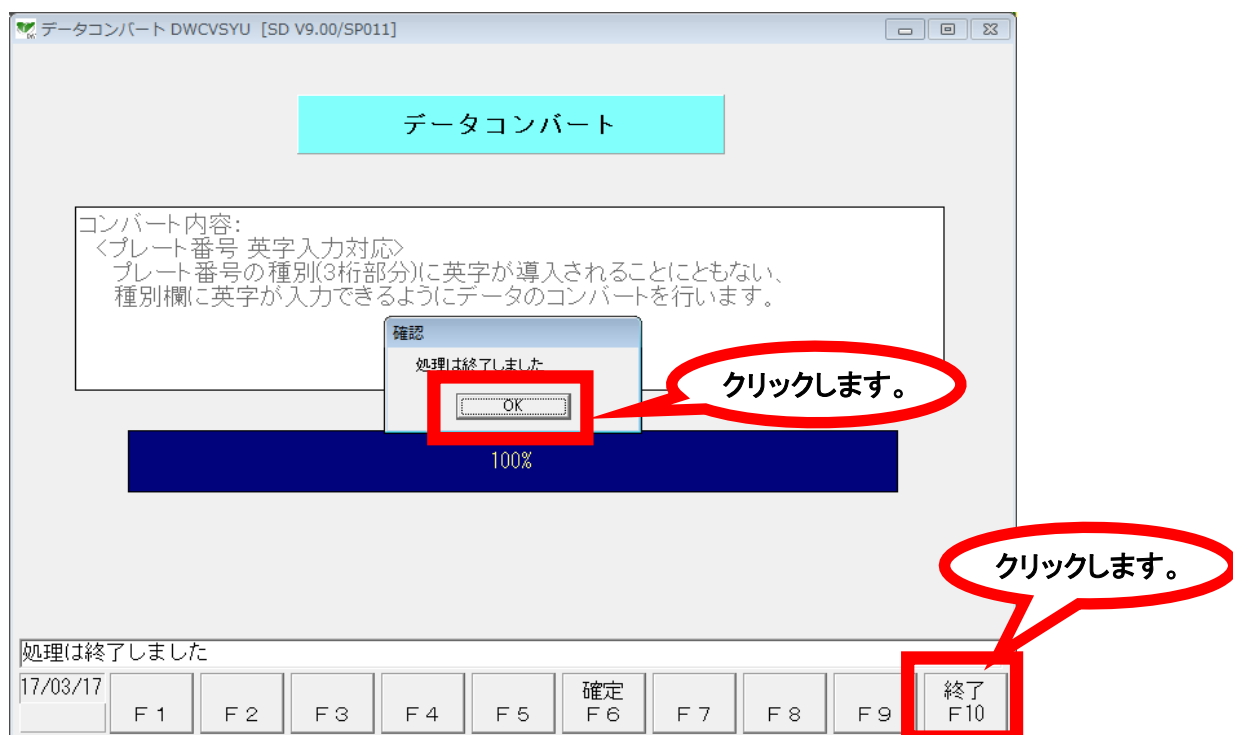 データコンバート DWCVSYU [SD V9.00/SP011]
データコンバート
コンバート内容:
<プレート番号 英字入力対応>
プレート番号の種別(3桁部分)に英字が導入されることにともない、
種別欄に英字が入力できるようにデータのコンバートを行います。
確認
処理は終了しました
OK
クリックします。
100%
クリックします。
処理は終了しました
17/03/17
F1 F2 F3 F4 F5 確定 F6 F7 F8 F9 終了 F10